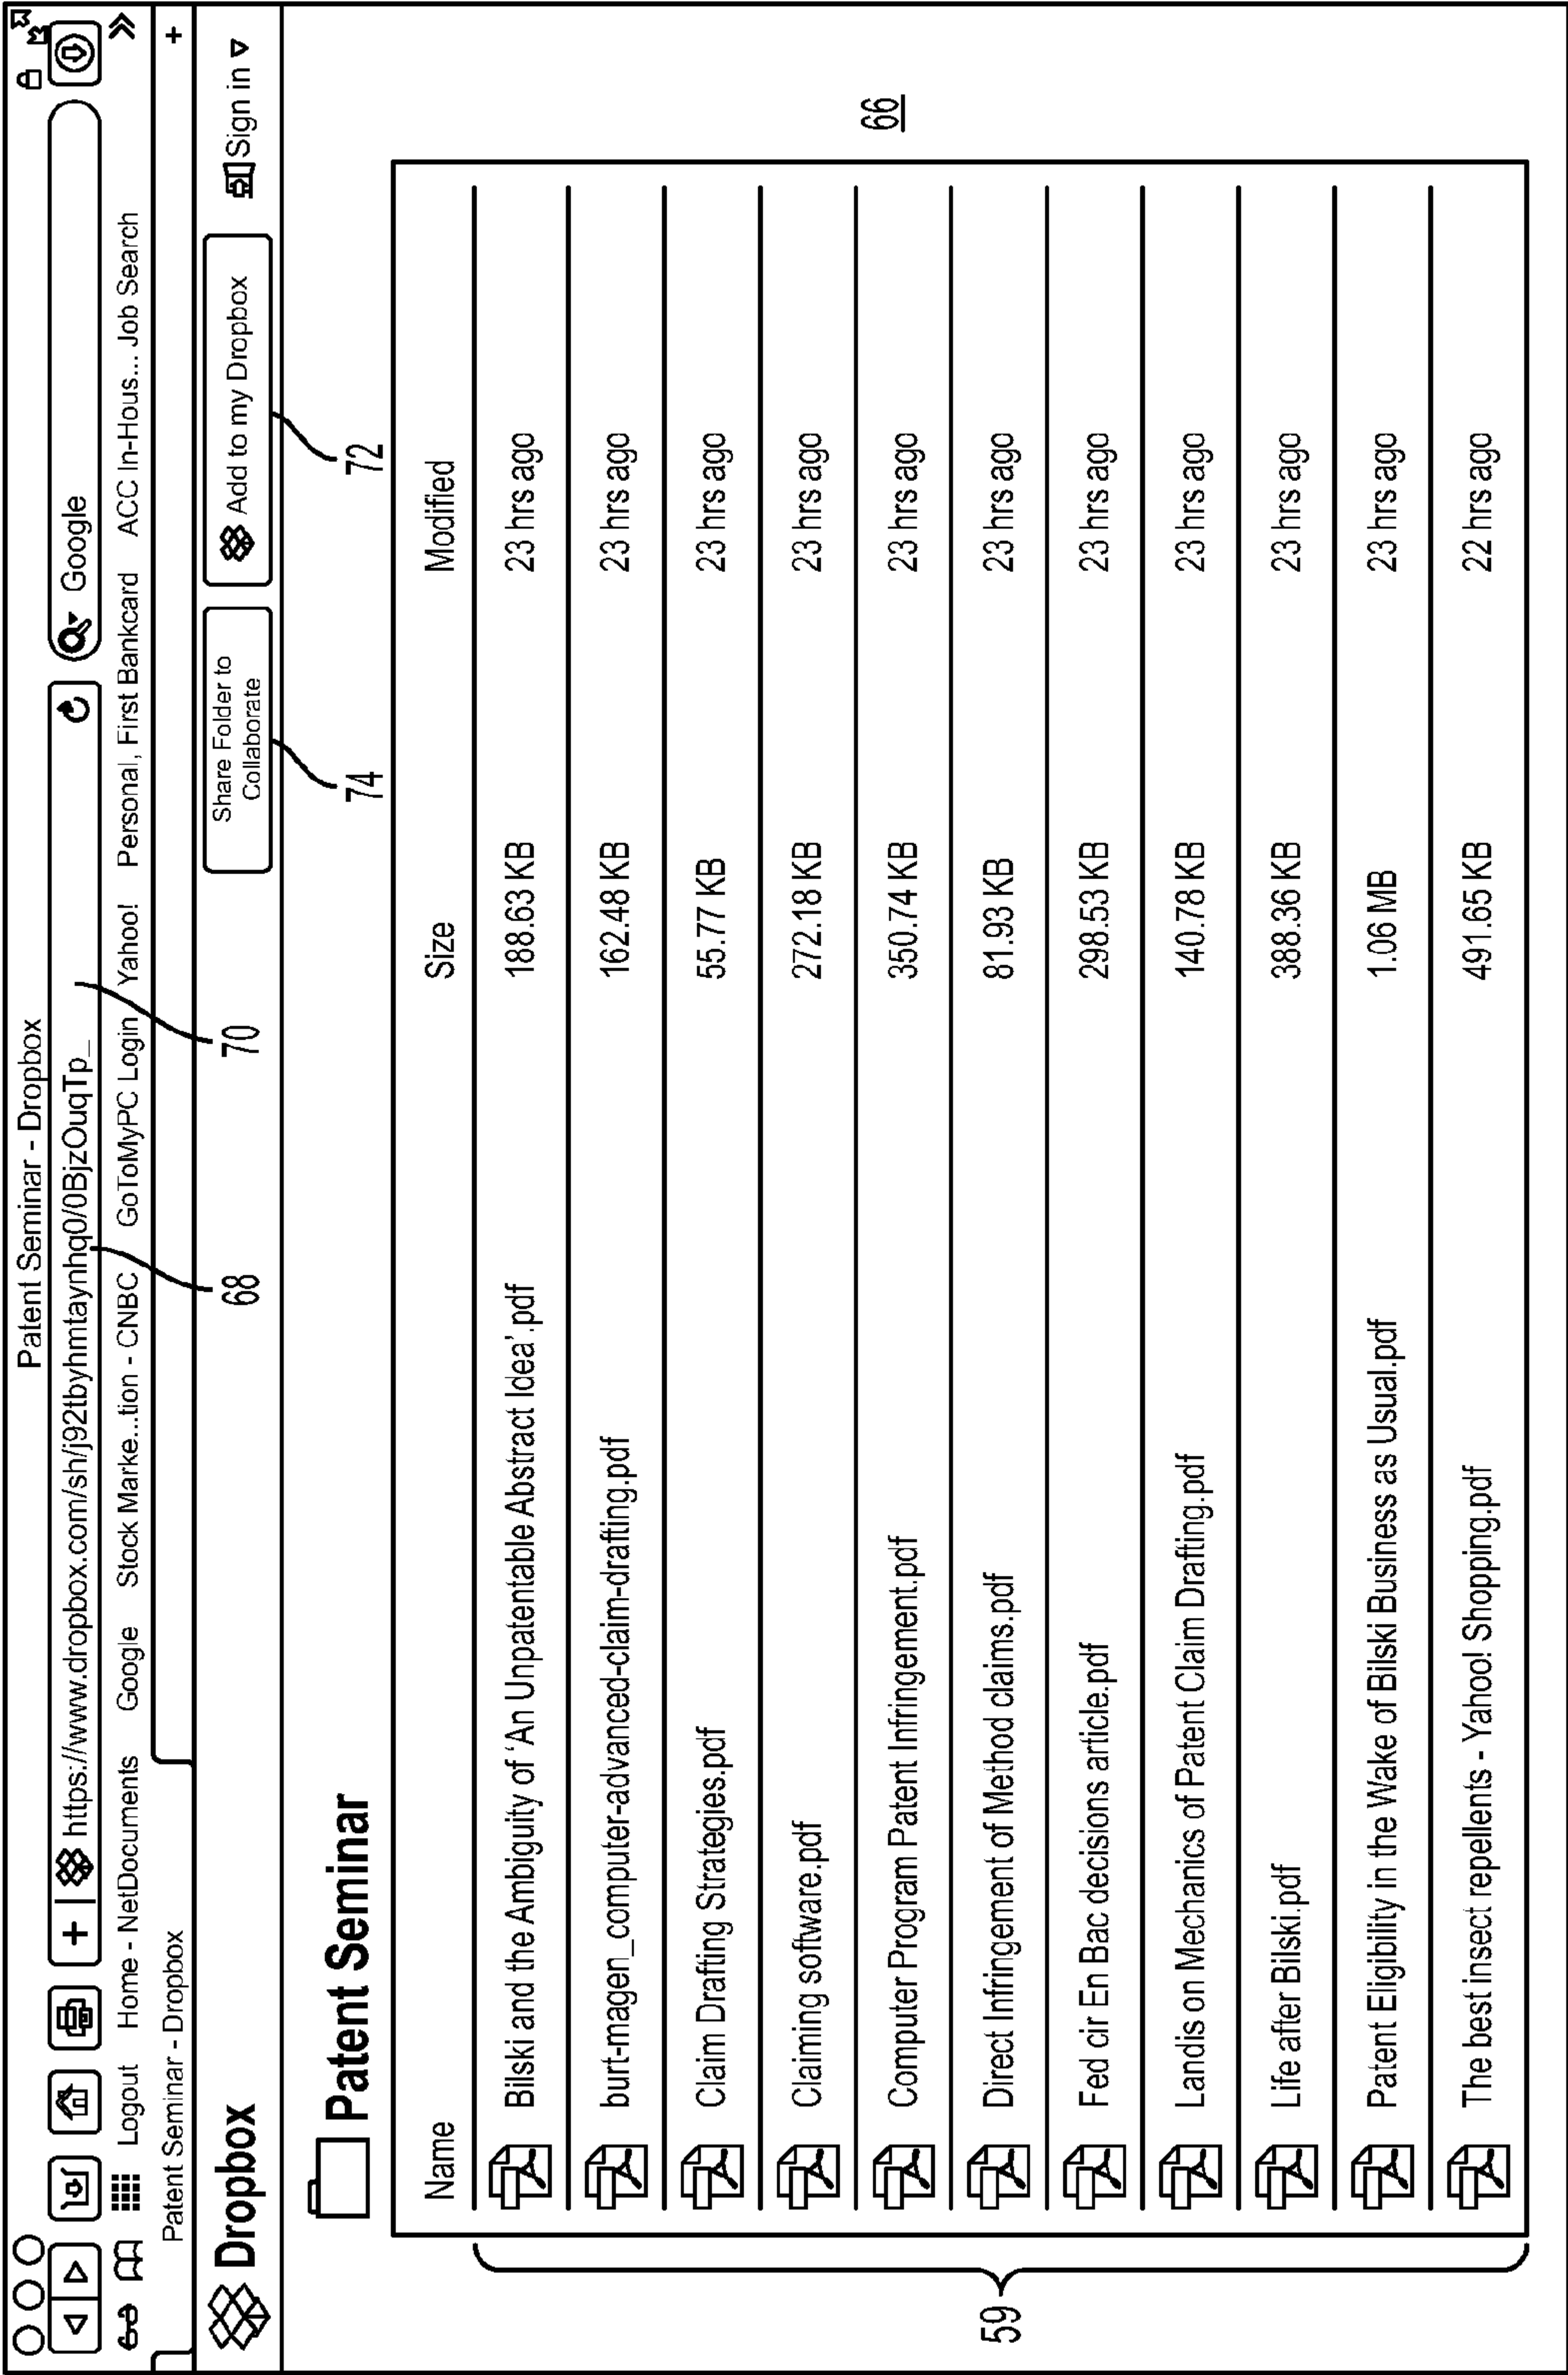 Patent Seminar - Dropbox
https://www.dropbox.com/sh/j92tbyhmtaynhq0/0BjzOuqTp_
Google
Logout Home - NetDocuments Google Stock Marke...tion - CNBC GoToMyPC Login Yahoo! Personal, First Bankcard ACC In-Hous... Job Search
Patent Seminar - Dropbox
Dropbox
Share Folder to
Collaborate
Add to my Dropbox
Sign in
68
70
74
72
Patent Seminar
Name Size Modified
Bilski and the Ambiguity of ‘An Unpatentable Abstract Idea’.pdf 188.63 KB 23 hrs ago
burt-magen_computer-advanced-claim-drafting.pdf 162.48 KB 23 hrs ago
Claim Drafting Strategies.pdf 55.77 KB 23 hrs ago
Claiming software.pdf 272.18 KB 23 hrs ago
Computer Program Patent Infringement.pdf 350.74 KB 23 hrs ago
Direct Infringement of Method claims.pdf 81.93 KB 23 hrs ago
Fed cir En Bac decisions article.pdf 298.53 KB 23 hrs ago
Landis on Mechanics of Patent Claim Drafting.pdf 140.78 KB 23 hrs ago
Life after Bilski.pdf 388.36 KB 23 hrs ago
Patent Eligibility in the Wake of Bilski Business as Usual.pdf 1.06 MB 23 hrs ago
The best insect repellents - Yahoo! Shopping.pdf 491.65 KB 22 hrs ago
59
66